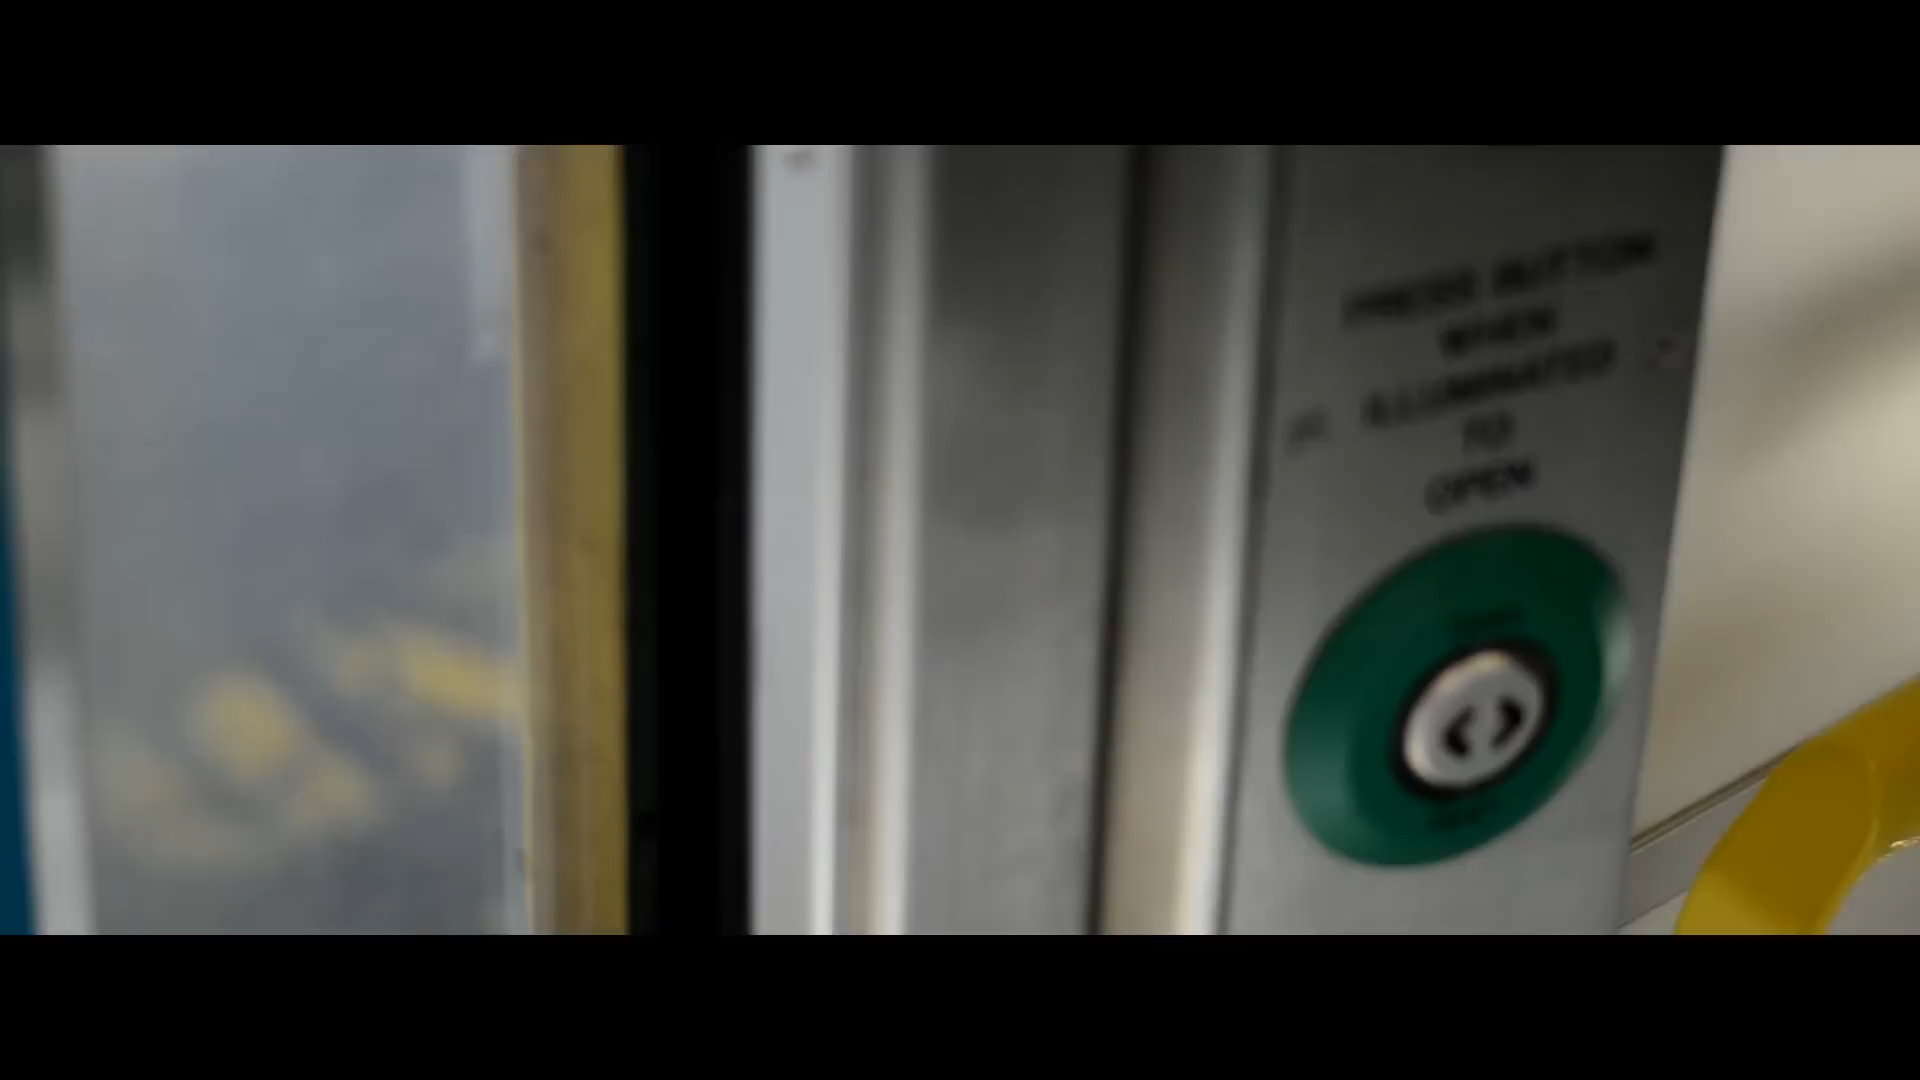 PRESS BUTTON
WHEN
ILLUMINATED
TO
OPEN